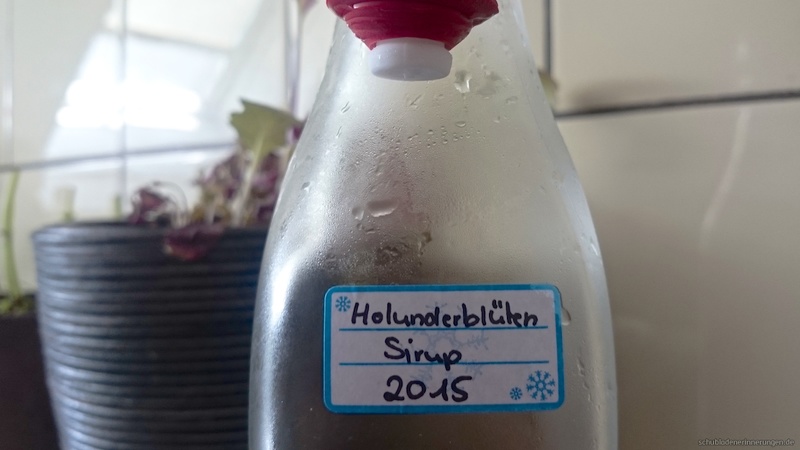 Holunderblüten
Sirup
2015
schubladenerinnerungen.de